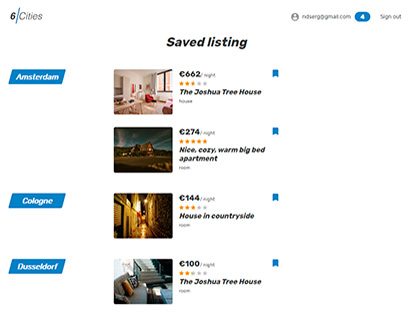 6 Cities
ndserg@gmail.com 4 Sign out
Saved listing
Amsterdam
€662/ night
The Joshua Tree House
house
€274/ night
Nice, cozy, warm big bed
apartment
room
Cologne
€144/ night
House in countryside
room
Dusseldorf
€100/ night
The Joshua Tree House
room